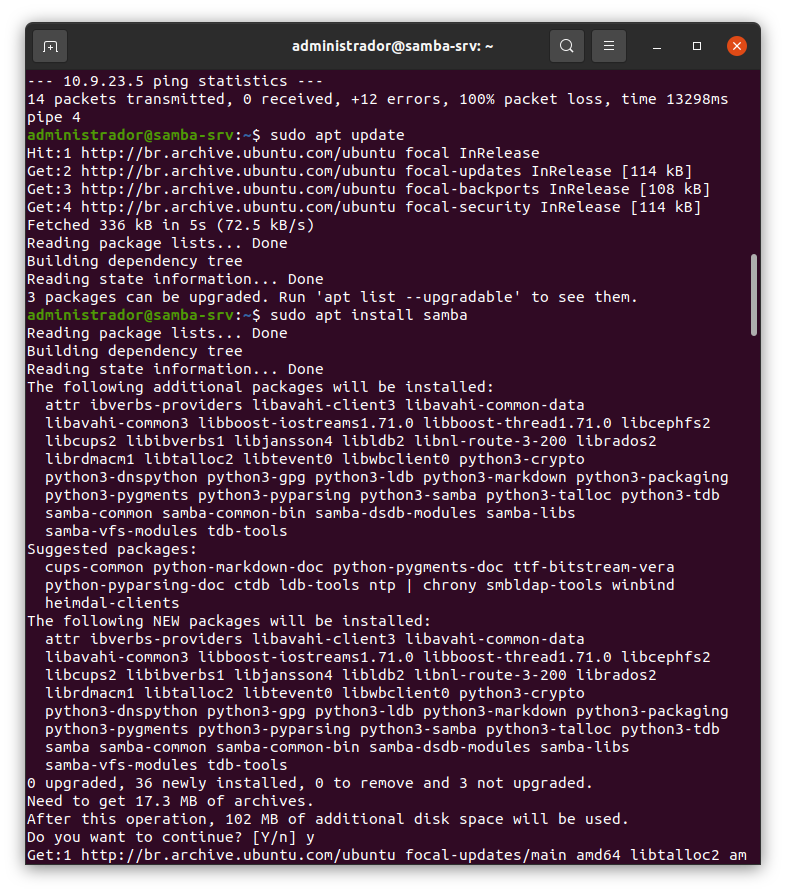 administrador@samba-srv: ~
--- 10.9.23.5 ping statistics ---
14 packets transmitted, 0 received, +12 errors, 100% packet loss, time 13298ms
pipe 4
administrador@samba-srv:~$ sudo apt update
Hit:1 http://br.archive.ubuntu.com/ubuntu focal InRelease
Get:2 http://br.archive.ubuntu.com/ubuntu focal-updates InRelease [114 kB]
Get:3 http://br.archive.ubuntu.com/ubuntu focal-backports InRelease [108 kB]
Get:4 http://br.archive.ubuntu.com/ubuntu focal-security InRelease [114 kB]
Fetched 336 kB in 5s (72.5 kB/s)
Reading package lists... Done
Building dependency tree
Reading state information... Done
3 packages can be upgraded. Run 'apt list --upgradable' to see them.
administrador@samba-srv:~$ sudo apt install samba
Reading package lists... Done
Building dependency tree
Reading state information... Done
The following additional packages will be installed:
  attr ibverbs-providers libavahi-client3 libavahi-common-data
  libavahi-common3 libboost-iostreams1.71.0 libboost-thread1.71.0 libcephfs2
  libcups2 libibverbs1 libjansson4 libldb2 libnl-route-3-200 librados2
  librdmacm1 libtalloc2 libtevent0 libwbclient0 python3-crypto
  python3-dnspython python3-gpg python3-ldb python3-markdown python3-packaging
  python3-pygments python3-pyparsing python3-samba python3-talloc python3-tdb
  samba-common samba-common-bin samba-dsdb-modules samba-libs
  samba-vfs-modules tdb-tools
Suggested packages:
  cups-common python-markdown-doc python-pygments-doc ttf-bitstream-vera
  python-pyparsing-doc ctdb ldb-tools ntp | chrony smbldap-tools winbind
  heimdal-clients
The following NEW packages will be installed:
  attr ibverbs-providers libavahi-client3 libavahi-common-data
  libavahi-common3 libboost-iostreams1.71.0 libboost-thread1.71.0 libcephfs2
  libcups2 libibverbs1 libjansson4 libldb2 libnl-route-3-200 librados2
  librdmacm1 libtalloc2 libtevent0 libwbclient0 python3-crypto
  python3-dnspython python3-gpg python3-ldb python3-markdown python3-packaging
  python3-pygments python3-pyparsing python3-samba python3-talloc python3-tdb
  samba samba-common samba-common-bin samba-dsdb-modules samba-libs
  samba-vfs-modules tdb-tools
0 upgraded, 36 newly installed, 0 to remove and 3 not upgraded.
Need to get 17.3 MB of archives.
After this operation, 102 MB of additional disk space will be used.
Do you want to continue? [Y/n] y
Get:1 http://br.archive.ubuntu.com/ubuntu focal-updates/main amd64 libtalloc2 am